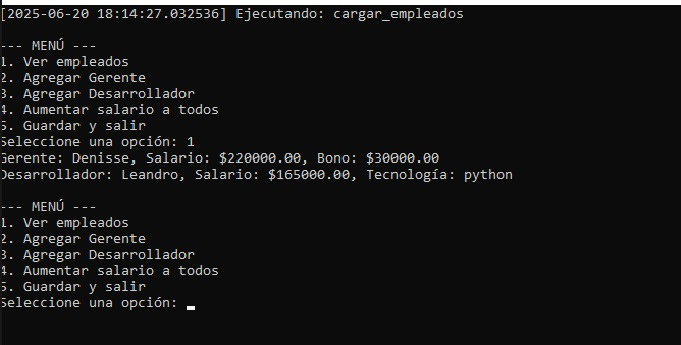 [2025-06-20 18:14:27.032536] Ejecutando: cargar_empleados
--- MENÚ ---
1. Ver empleados
2. Agregar Gerente
3. Agregar Desarrollador
4. Aumentar salario a todos
5. Guardar y salir
Seleccione una opción: 1
Gerente: Denisse, Salario: $220000.00, Bono: $30000.00
Desarrollador: Leandro, Salario: $165000.00, Tecnología: python
--- MENÚ ---
1. Ver empleados
2. Agregar Gerente
3. Agregar Desarrollador
4. Aumentar salario a todos
5. Guardar y salir
Seleccione una opción: